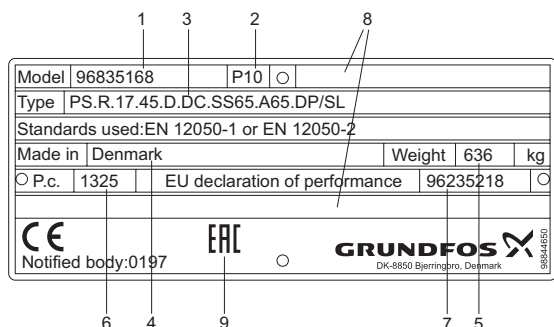 1 3 2 8
Model 96835168 P10
Type PS.R.17.45.D.DC.SS65.A65.DP/SL
Standards used:EN 12050-1 or EN 12050-2
Made in Denmark Weight 636 kg
P.c. 1325 EU declaration of performance 96235218
CE EAC GRUNDFOS
Notified body:0197 DK-8850 Bjerringbro, Denmark
98844650
6 4 9 7 5